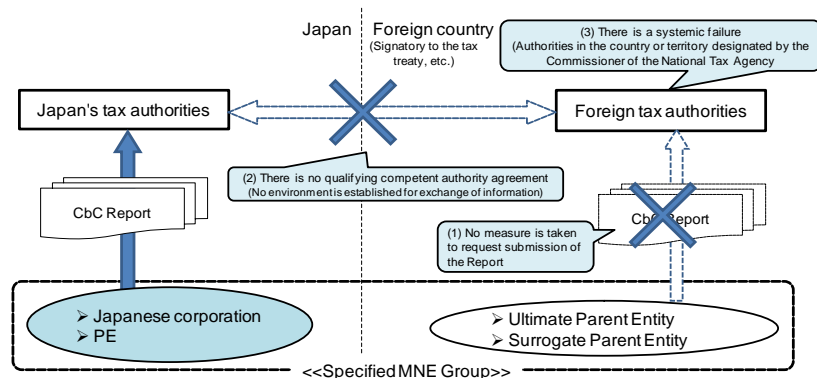 Japan
Foreign country
(Signatory to the tax
treaty, etc.)
(3) There is a systemic failure
(Authorities in the country or territory designated by the
Commissioner of the National Tax Agency
Japan's tax authorities
Foreign tax authorities
(2) There is no qualifying competent authority agreement
(No environment is established for exchange of information)
CbC Report
CbC Report
(1) No measure is taken
to request submission of
the Report
➢ Japanese corporation
➢ PE
➢ Ultimate Parent Entity
➢ Surrogate Parent Entity
<<Specified MNE Group>>